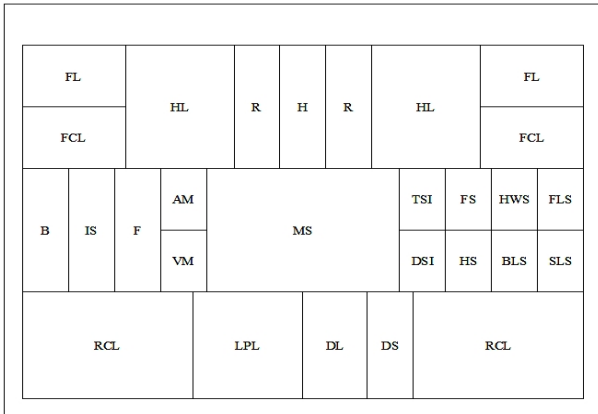 FL HL R H R HL FL
FCL FCL
B IS F AM MS TSI FS HWS FLS
VM DSI HS BLS SLS
RCL LPL DL DS RCL